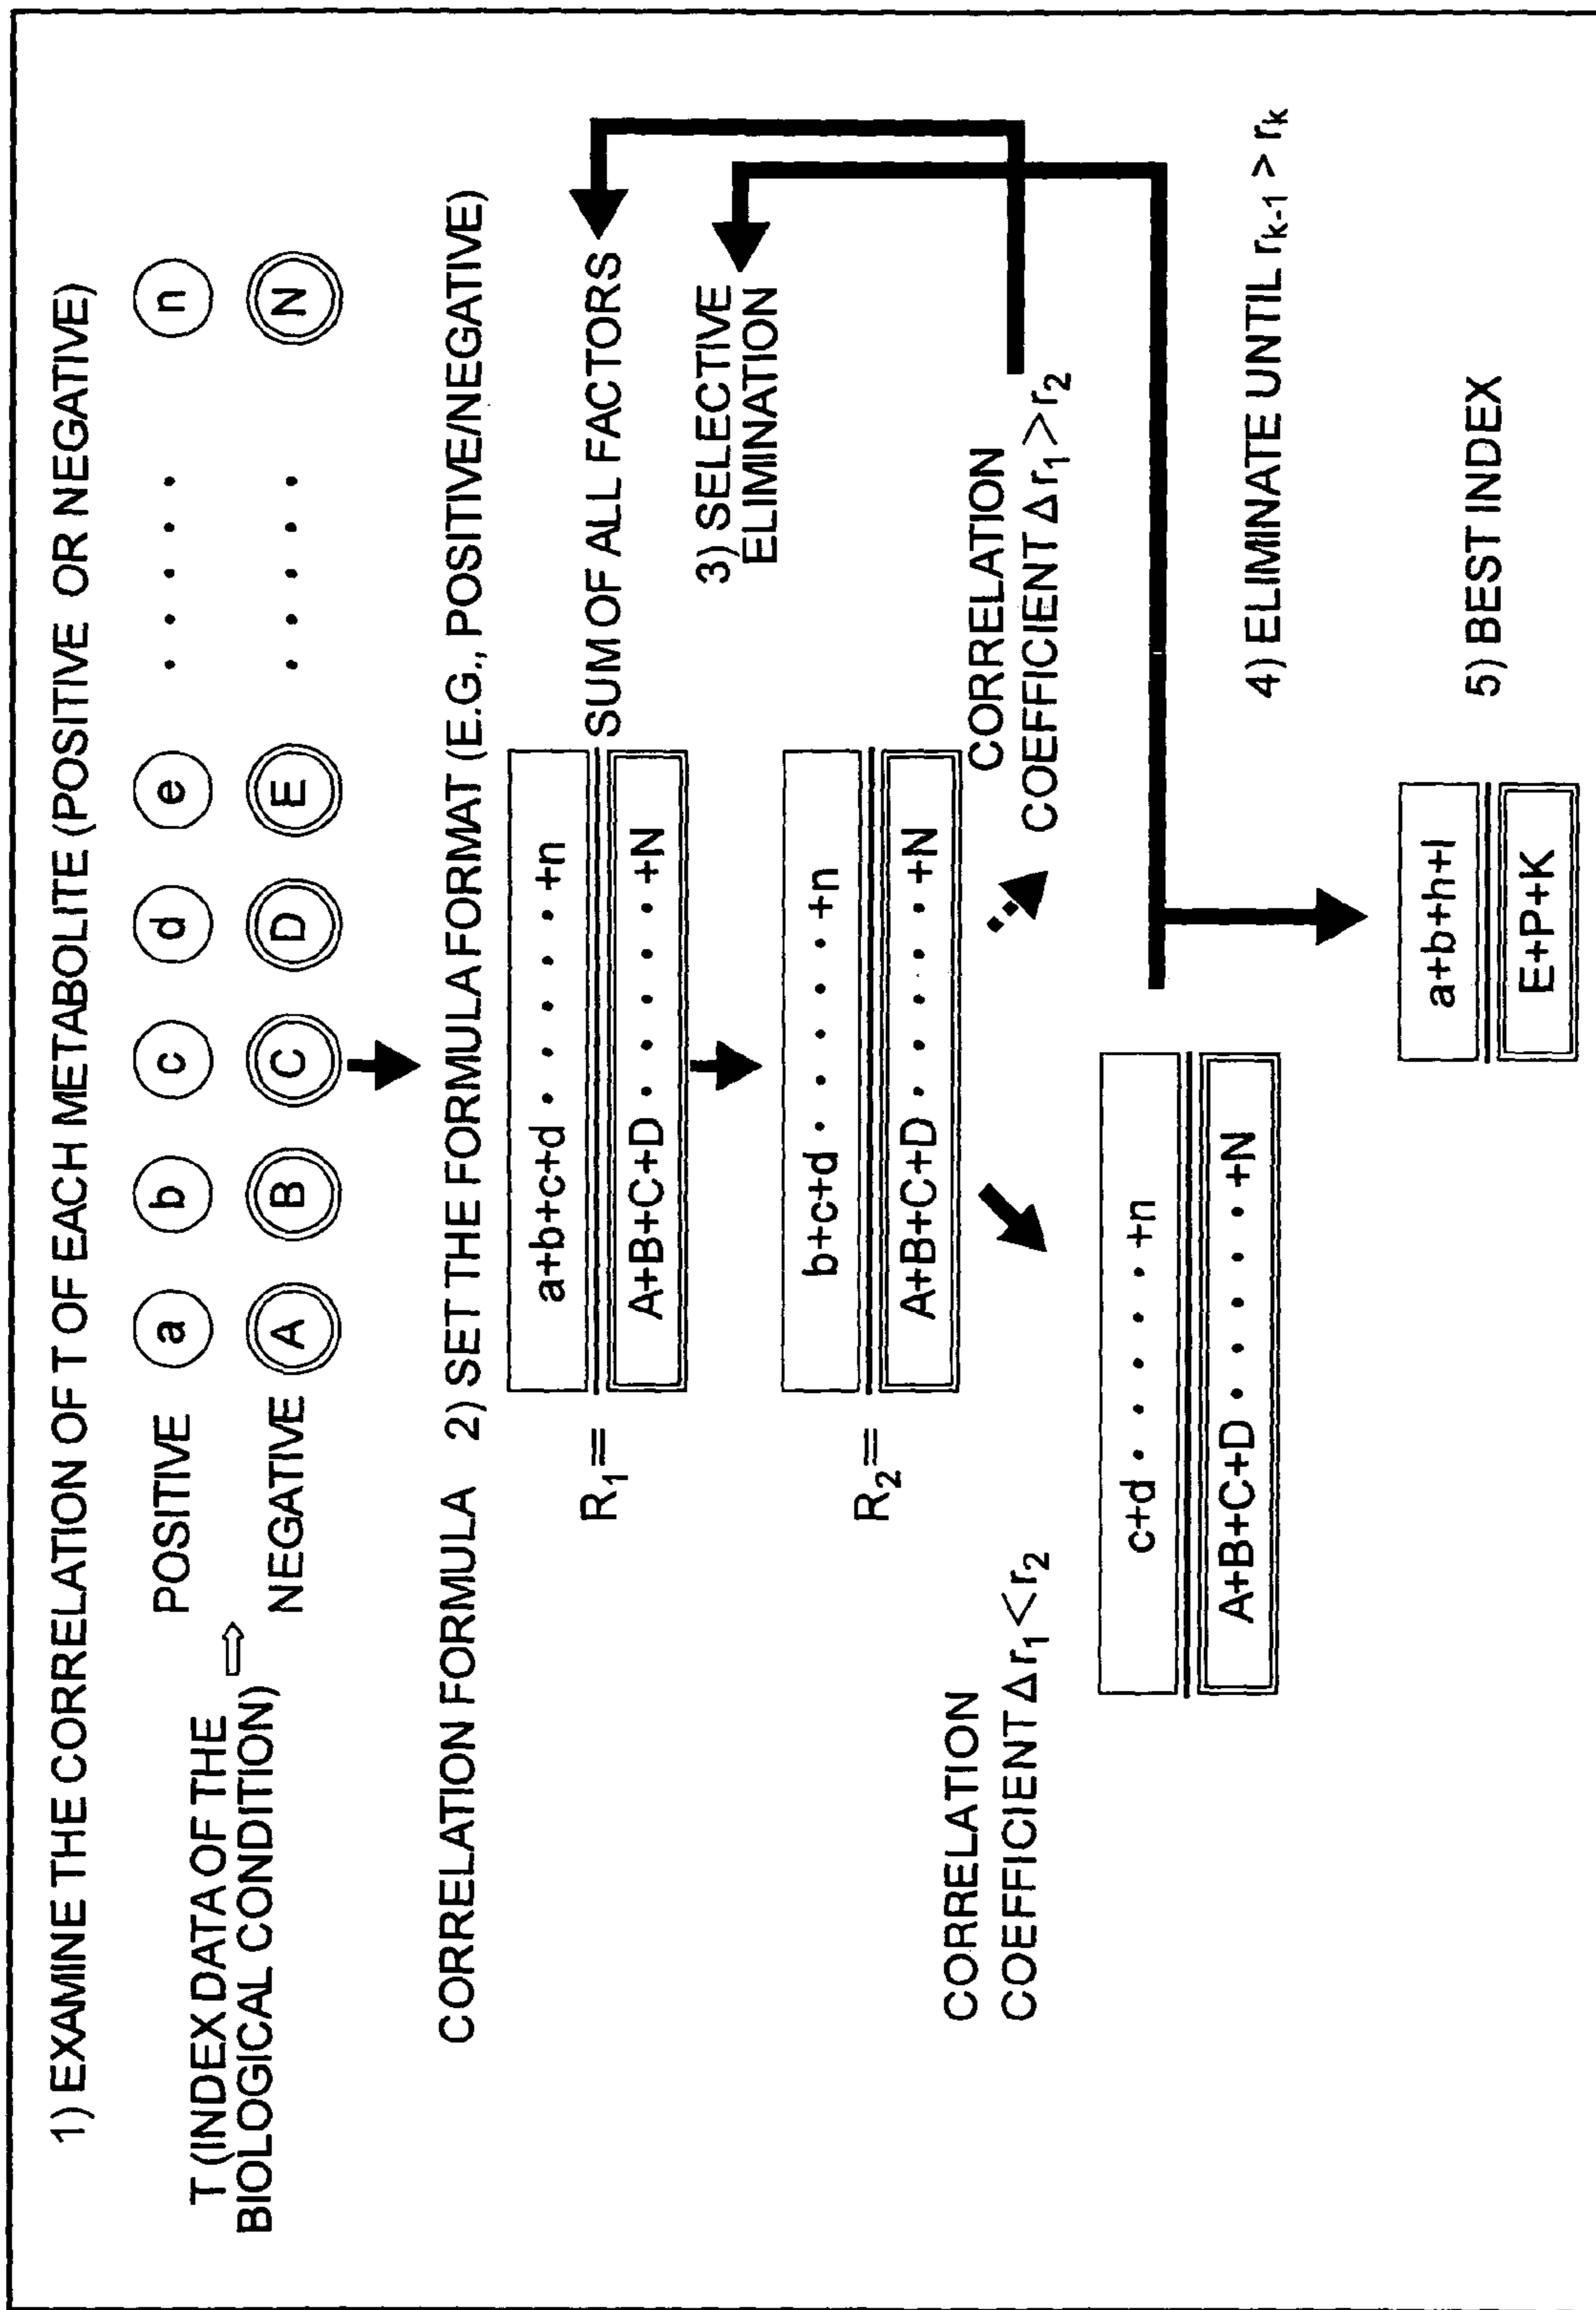 1) EXAMINE THE CORRELATION OF T OF EACH METABOLITE (POSITIVE OR NEGATIVE)
T (INDEX DATA OF THE
BIOLOGICAL CONDITION)
⇨
POSITIVE a b c d e · · · · · n
NEGATIVE A B C D E · · · · · N
CORRELATION FORMULA 2) SET THE FORMULA FORMAT (E.G., POSITIVE/NEGATIVE)
R₁=
a+b+c+d · · · · · +n
A+B+C+D · · · · · +N
SUM OF ALL FACTORS
3) SELECTIVE
ELIMINATION
R₂=
b+c+d · · · · · +n
A+B+C+D · · · · · +N
CORRELATION
COEFFICIENT Δ r₁<r₂
CORRELATION
COEFFICIENT Δ r₁>r₂
c+d · · · · · +n
A+B+C+D · · · · · +N
4) ELIMINATE UNTIL rₖ₋₁ > rₖ
a+b+h+l
E+P+K
5) BEST INDEX